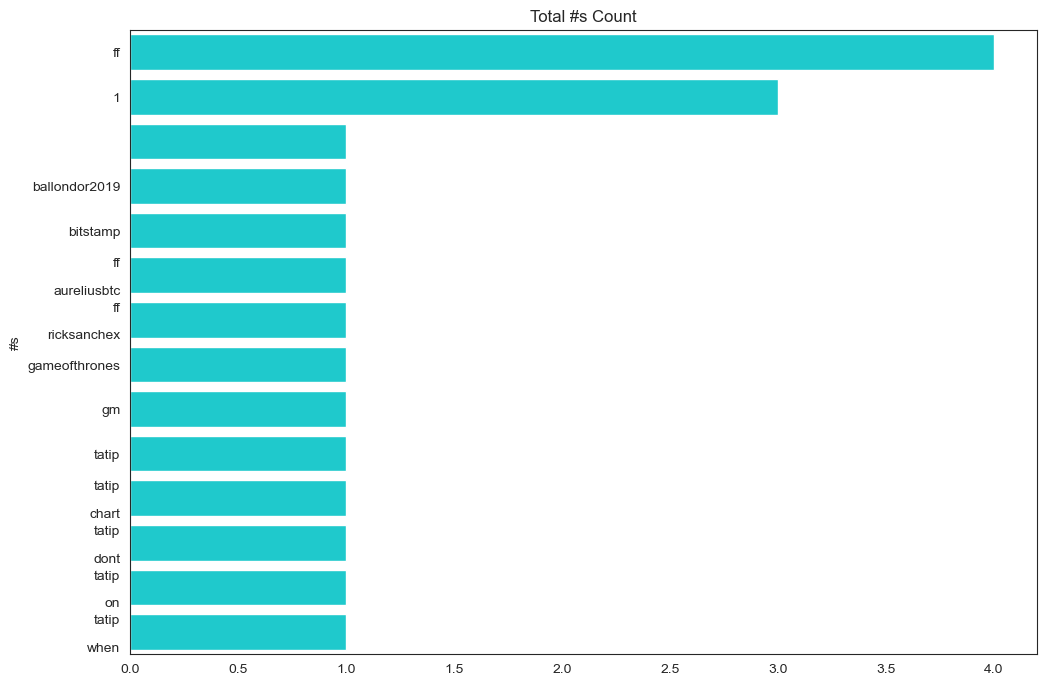 Total #s Count
ff
1
ballondor2019
bitstamp
ff
aureliusbtc
ff
ricksanchex
#s
gameofthrones
gm
tatip
tatip
chart
tatip
dont
tatip
on
tatip
when
0.0 0.5 1.0 1.5 2.0 2.5 3.0 3.5 4.0